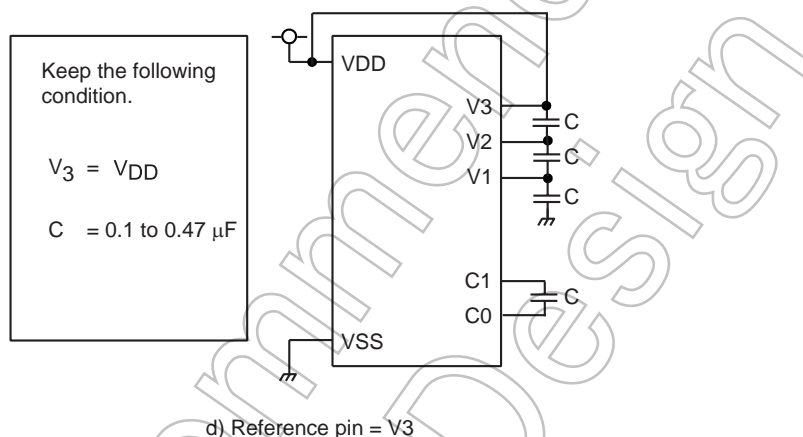 Keep the following
condition.
V3 = VDD
C = 0.1 to 0.47 μF
VDD
V3
C
V2
C
V1
C
C1
C
C0
VSS
d) Reference pin = V3
Design